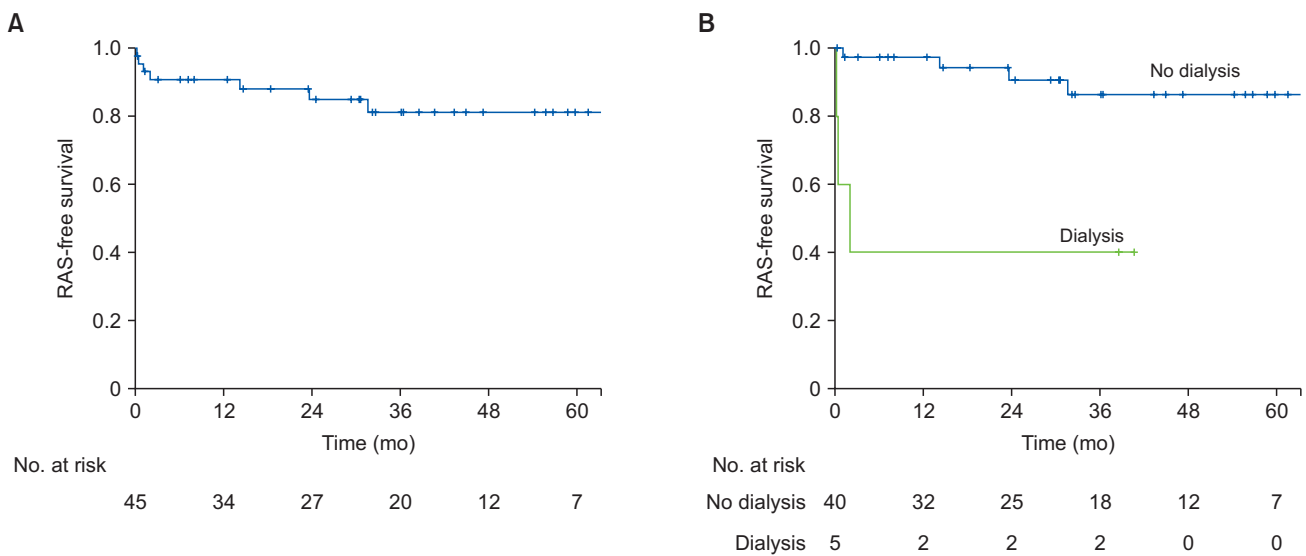 A
1.0
0.8
0.6
0.4
0.2
0
RAS-free survival
0 12 24 36 48 60
Time (mo)
No. at risk
45 34 27 20 12 7
B
1.0
0.8
0.6
0.4
0.2
0
RAS-free survival
No dialysis
Dialysis
0 12 24 36 48 60
Time (mo)
No. at risk
No dialysis 40 32 25 18 12 7
Dialysis 5 2 2 2 0 0